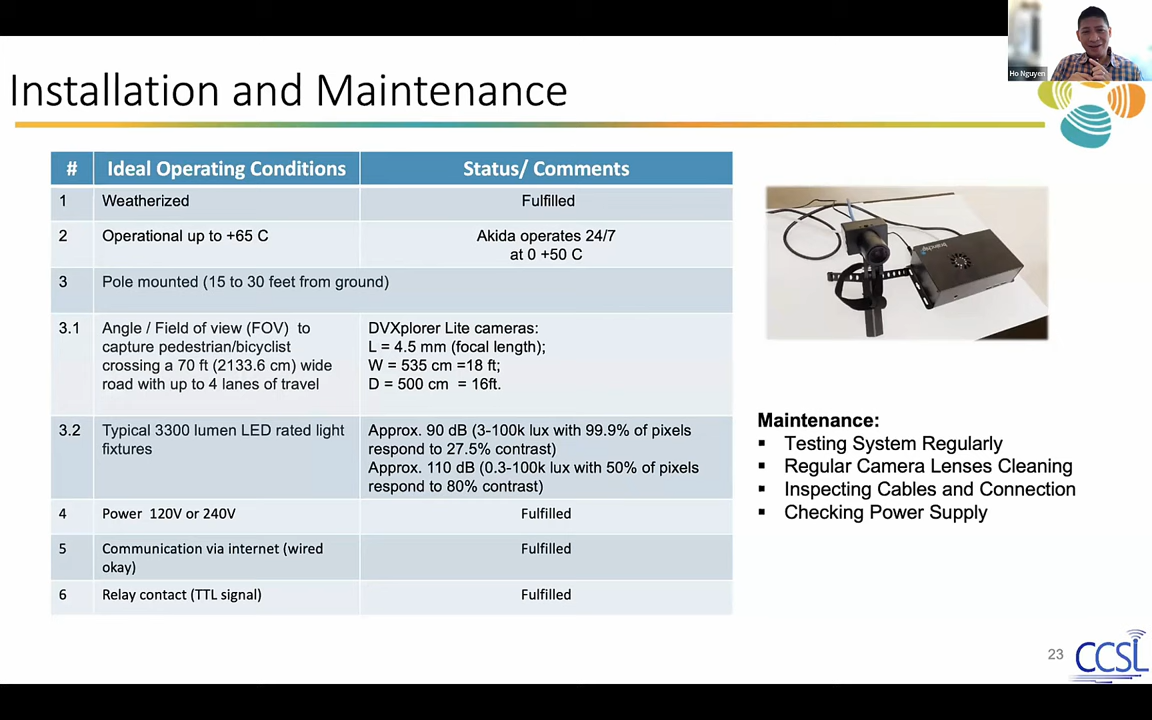 Ho Nguyen
Installation and Maintenance
# Ideal Operating Conditions Status/ Comments
1 Weatherized Fulfilled
2 Operational up to +65 C Akida operates 24/7
at 0 +50 C
3 Pole mounted (15 to 30 feet from ground)
3.1 Angle / Field of view (FOV) to DVXplorer Lite cameras:
capture pedestrian/bicyclist L = 4.5 mm (focal length);
crossing a 70 ft (2133.6 cm) wide W = 535 cm =18 ft;
road with up to 4 lanes of travel D = 500 cm = 16ft.
3.2 Typical 3300 lumen LED rated light Approx. 90 dB (3-100k lux with 99.9% of pixels
fixtures respond to 27.5% contrast)
Approx. 110 dB (0.3-100k lux with 50% of pixels
respond to 80% contrast)
4 Power 120V or 240V Fulfilled
5 Communication via internet (wired Fulfilled
okay)
6 Relay contact (TTL signal) Fulfilled
Maintenance:
▪ Testing System Regularly
▪ Regular Camera Lenses Cleaning
▪ Inspecting Cables and Connection
▪ Checking Power Supply
23
CCSL